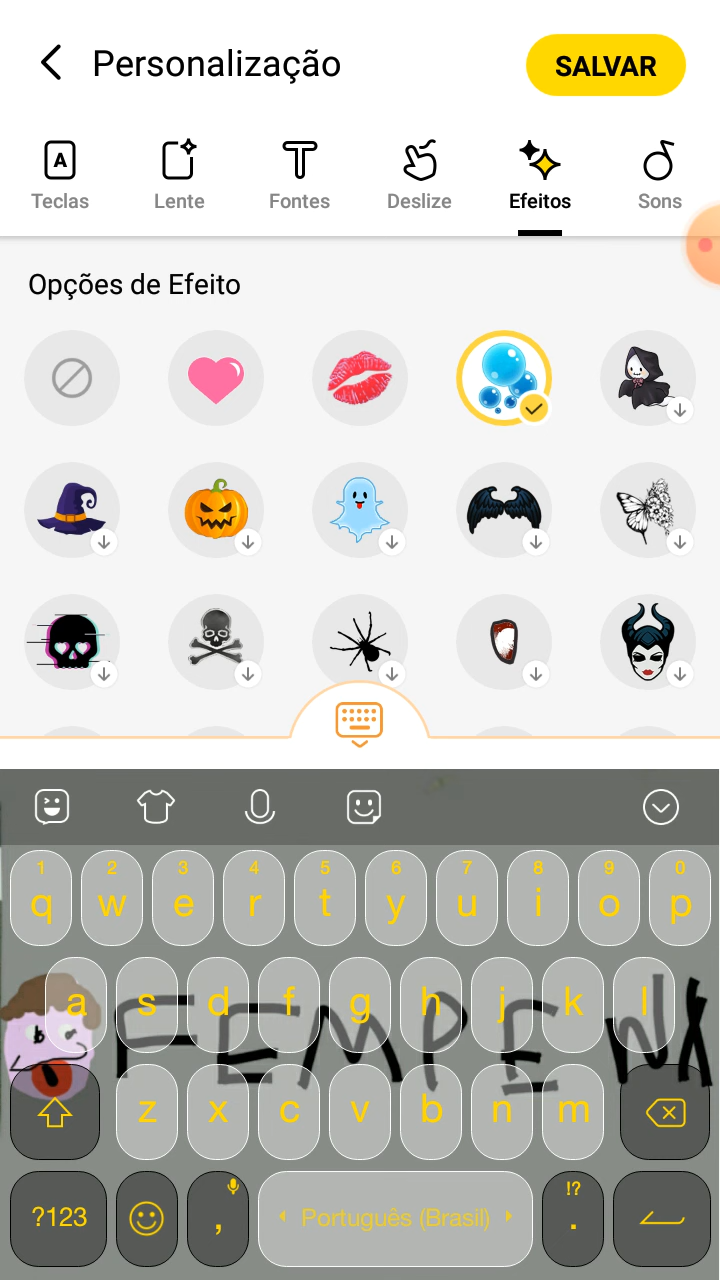 Personalização SALVAR
A
Teclas Lente Fontes Deslize Efeitos Sons
Opções de Efeito
1 2 3 4 5 6 7 8 9 0
q w e r t y u i o p
a s d f g h j k l
z x c v b n m
?123 , Português (Brasil) !? .